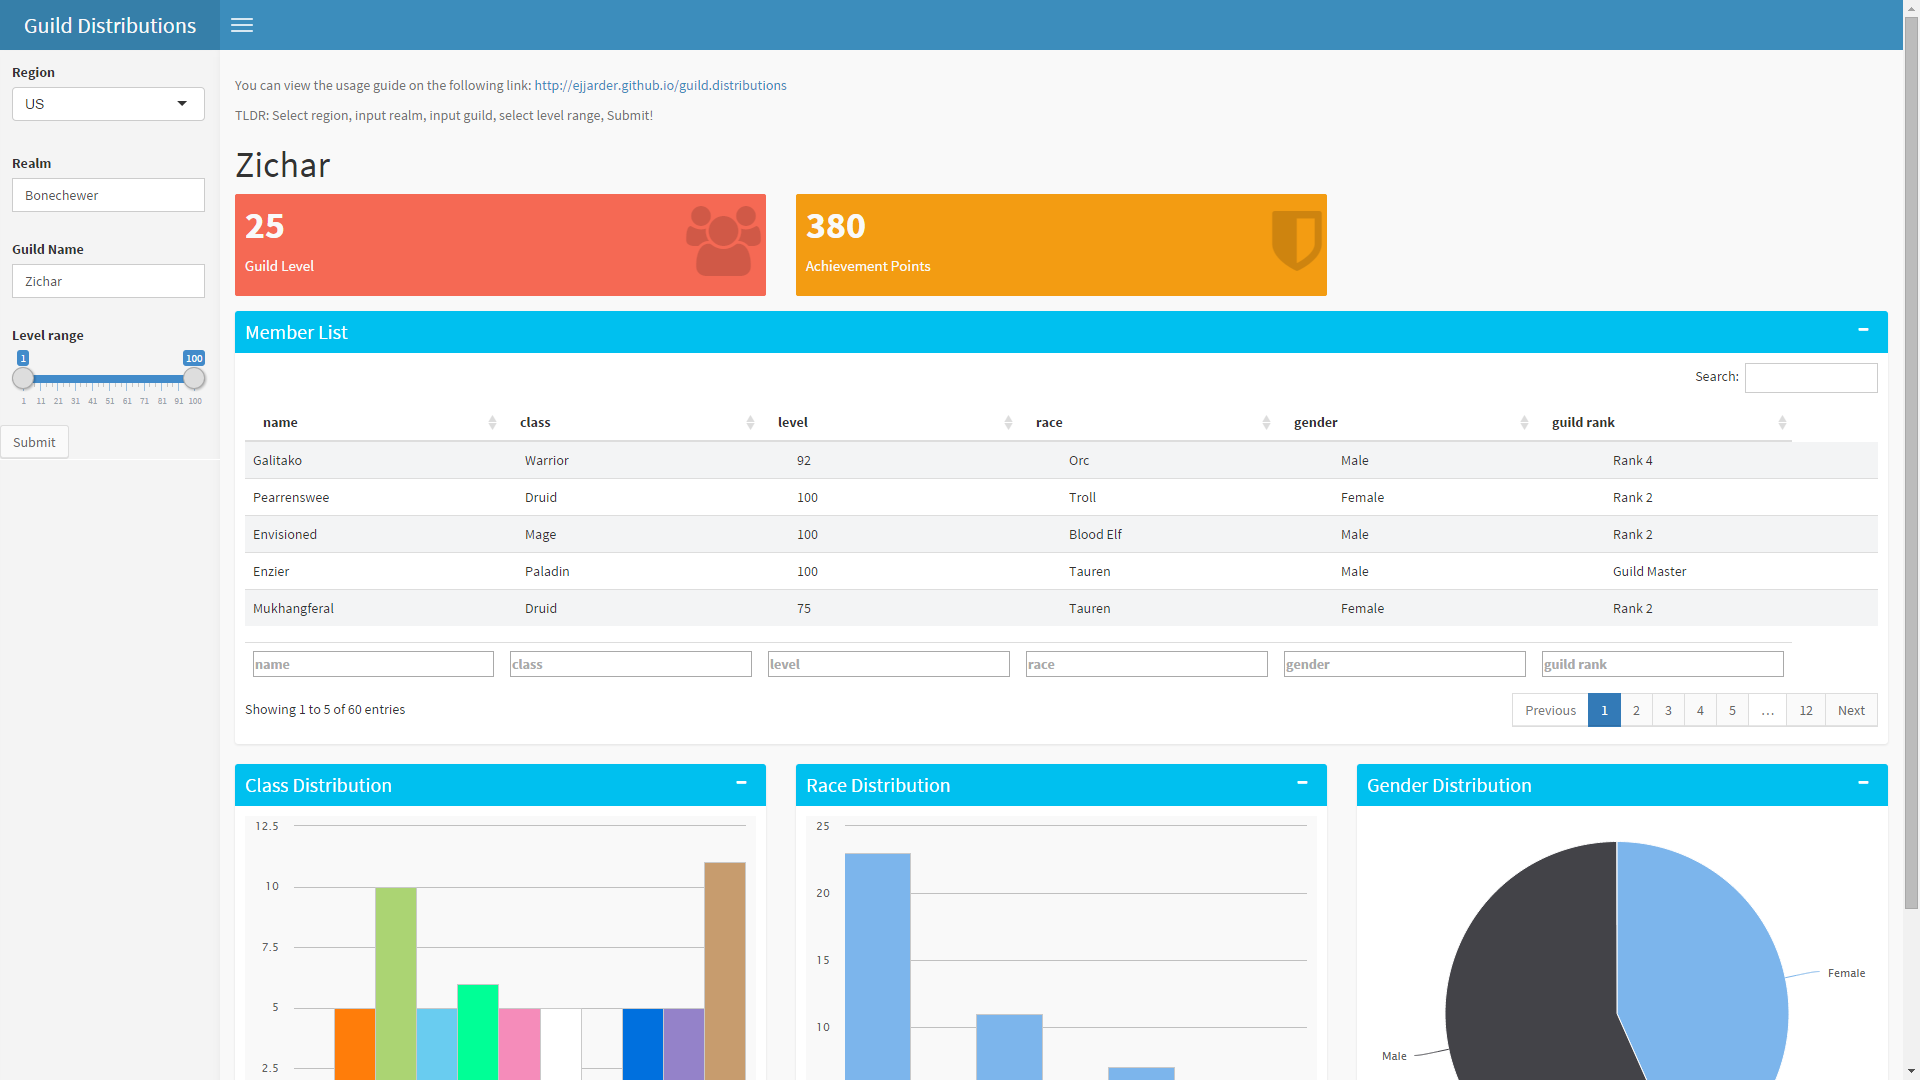 Guild Distributions
Region
US
Realm
Bonechewer
Guild Name
Zichar
Level range
1 100
1 11 21 31 41 51 61 71 81 91 100
Submit
You can view the usage guide on the following link: http://ejjarder.github.io/guild.distributions
TLDR: Select region, input realm, input guild, select level range, Submit!
Zichar
25
Guild Level
380
Achievement Points
Member List
Search:
name class level race gender guild rank
Galitako Warrior 92 Orc Male Rank 4
Pearrenswee Druid 100 Troll Female Rank 2
Envisioned Mage 100 Blood Elf Male Rank 2
Enzier Paladin 100 Tauren Male Guild Master
Mukhangferal Druid 75 Tauren Female Rank 2
name class level race gender guild rank
Showing 1 to 5 of 60 entries
Previous 1 2 3 4 5 … 12 Next
Class Distribution
12.5
10
7.5
5
2.5
Race Distribution
25
20
15
10
Gender Distribution
Female
Male